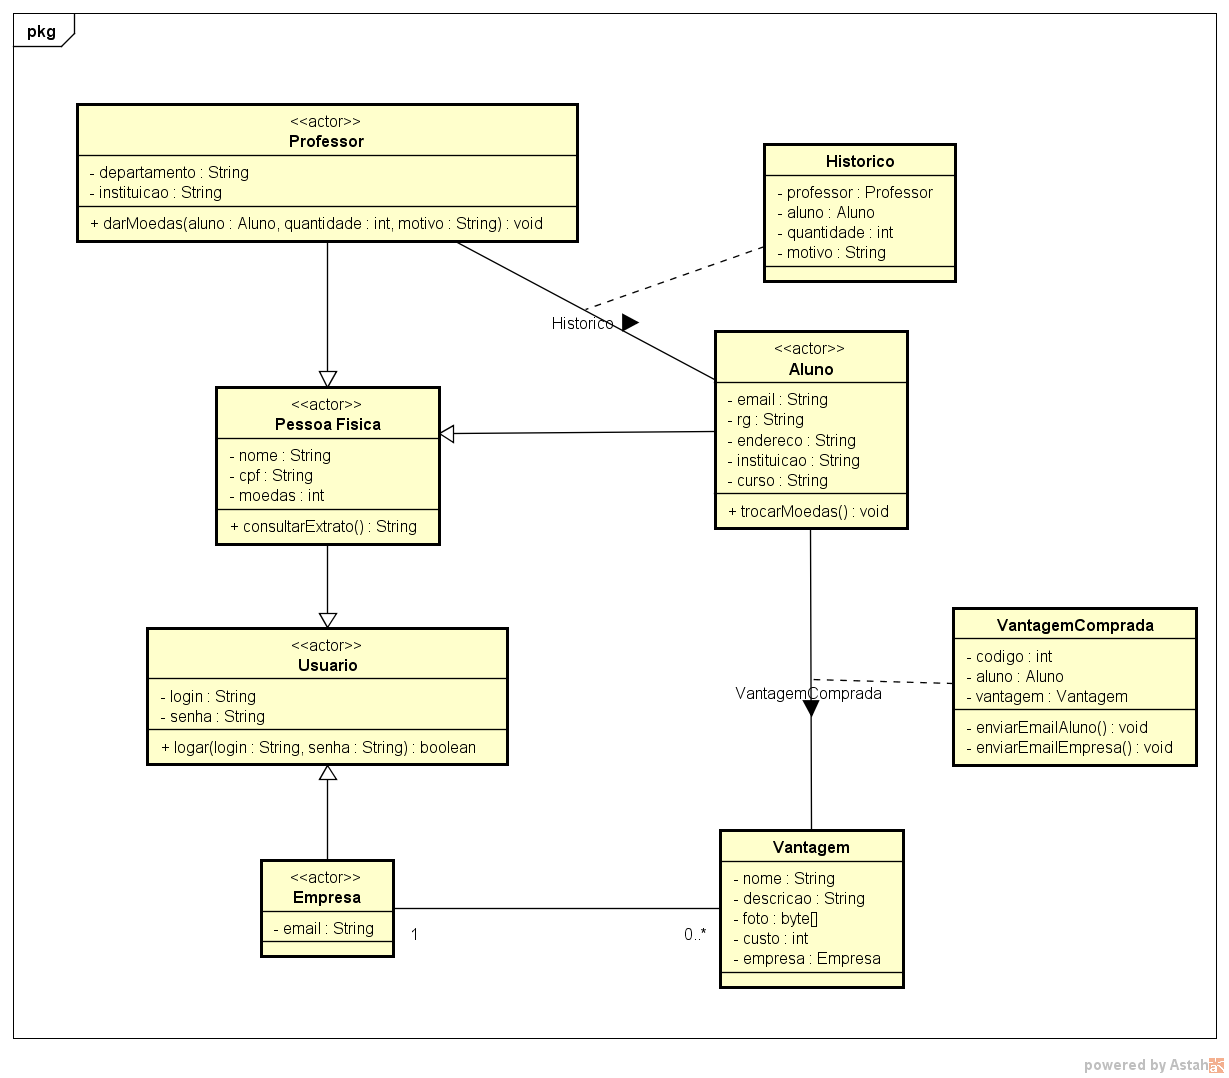 pkg
<<actor>>
Professor
- departamento : String
- instituicao : String
+ darMoedas(aluno : Aluno, quantidade : int, motivo : String) : void
Historico
- professor : Professor
- aluno : Aluno
- quantidade : int
- motivo : String
Historico
<<actor>>
Aluno
- email : String
- rg : String
- endereco : String
- instituicao : String
- curso : String
+ trocarMoedas() : void
<<actor>>
Pessoa Fisica
- nome : String
- cpf : String
- moedas : int
+ consultarExtrato() : String
<<actor>>
Usuario
- login : String
- senha : String
+ logar(login : String, senha : String) : boolean
VantagemComprada
- codigo : int
- aluno : Aluno
- vantagem : Vantagem
+ enviarEmailAluno() : void
+ enviarEmailEmpresa() : void
VantagemComprada
<<actor>>
Empresa
- email : String
1
0..*
Vantagem
- nome : String
- descricao : String
- foto : byte[]
- custo : int
- empresa : Empresa
powered by Astah